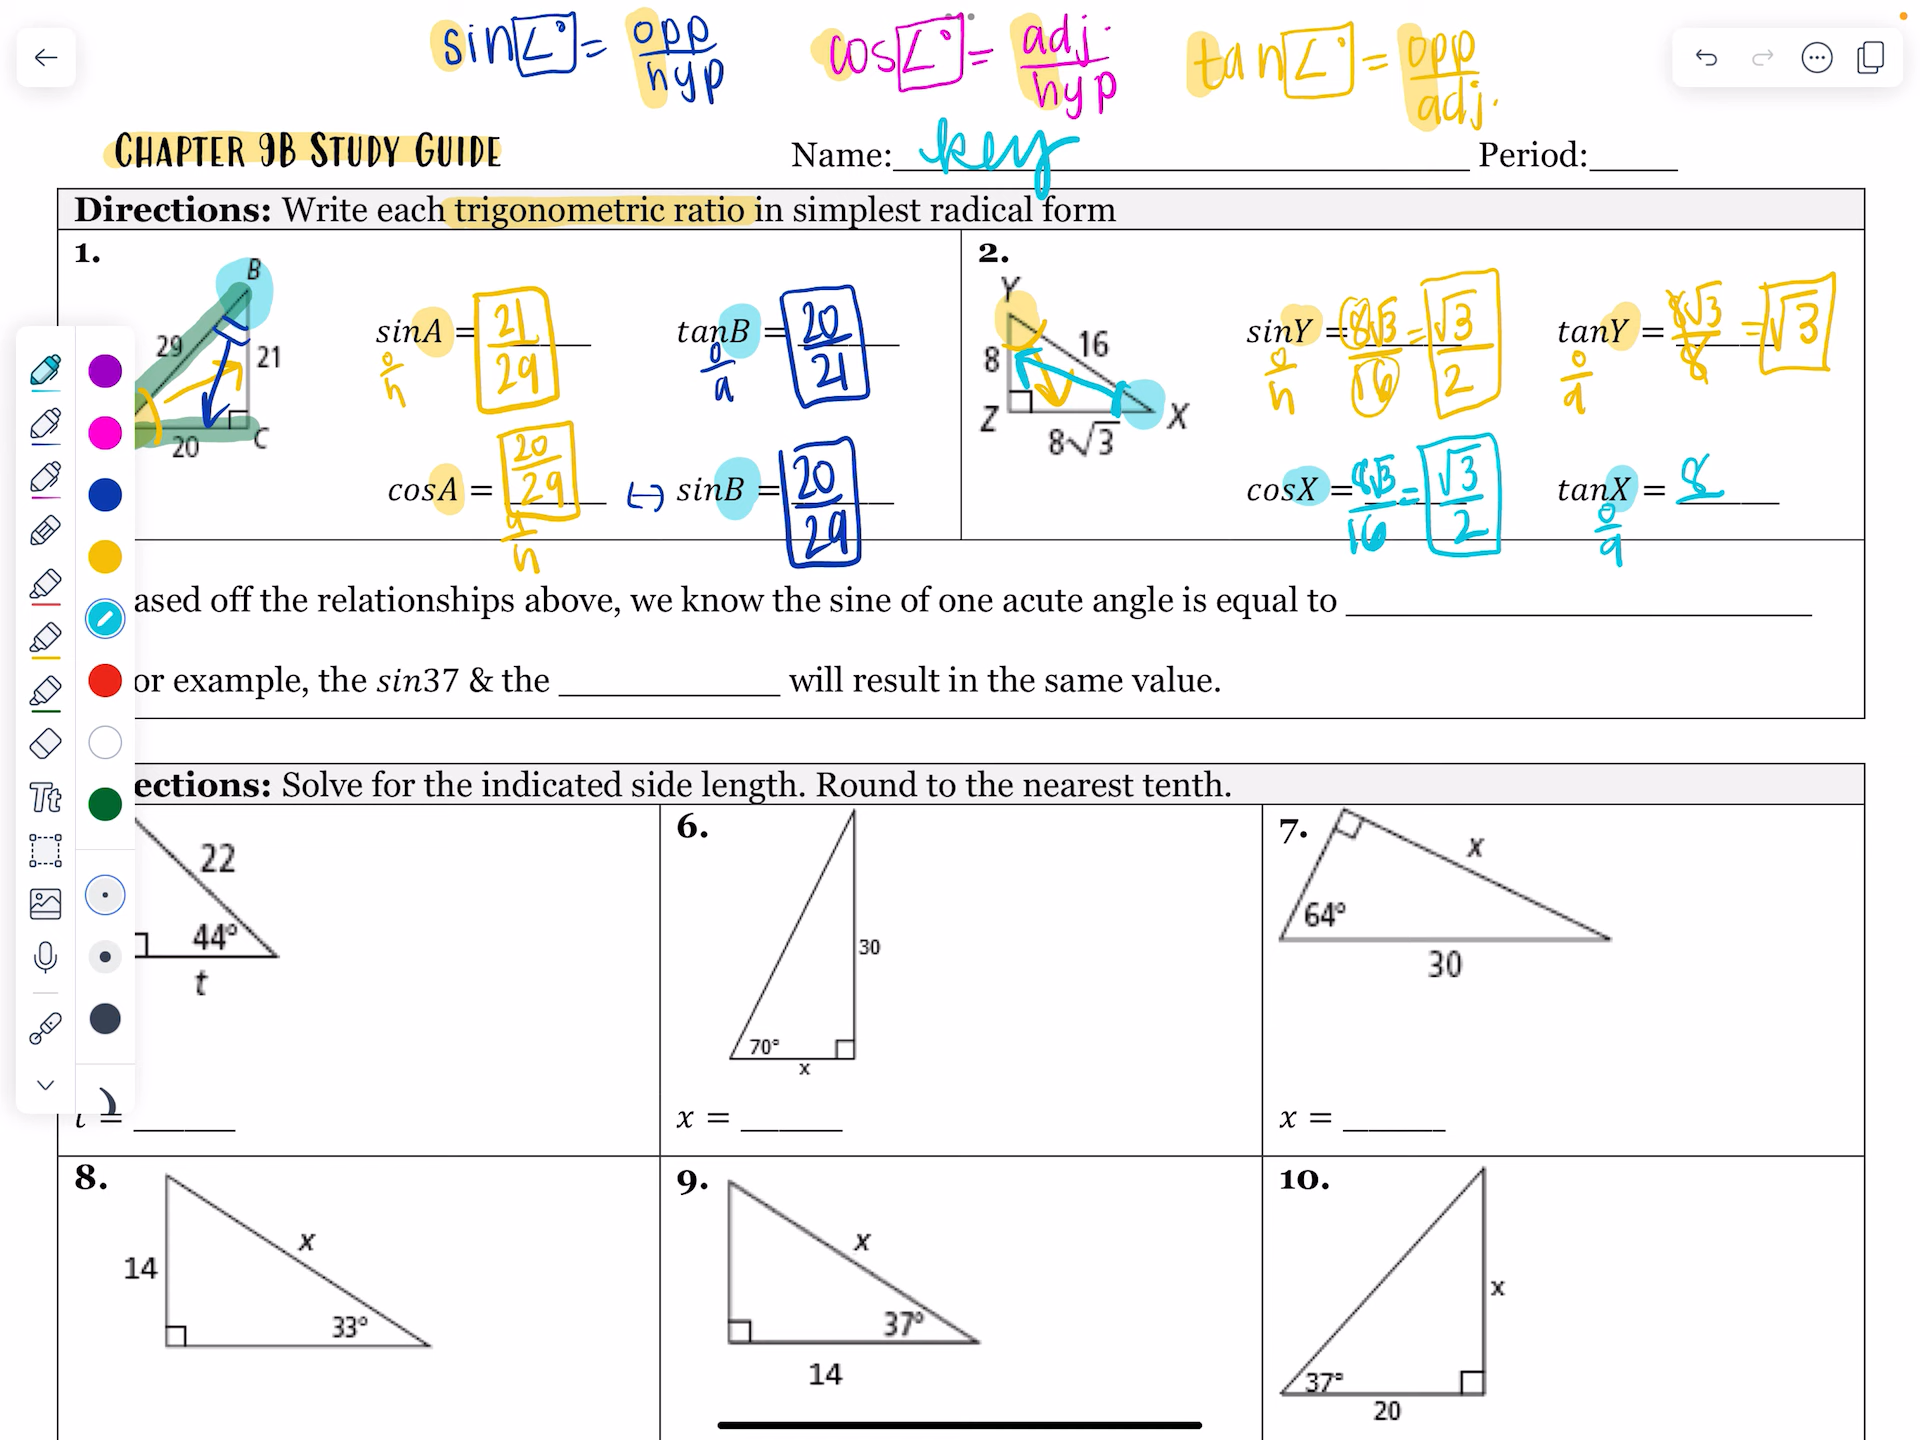 sin∠° = opp/hyp cos∠° = adj./hyp tan∠° = opp/adj.
CHAPTER 9B STUDY GUIDE Name: key Period:
Directions: Write each trigonometric ratio in simplest radical form
1.
B
29
21
20
C
sinA = 21/29
o/h
tanB = 20/21
o/a
cosA = 20/29
a/h
↔ sinB = 20/29
2.
Y
16
8
Z
X
8√3
sinY = 8√3/16 = √3/2
o/h
tanY = 8√3/8 = √3
o/a
cosX = 8√3/16 = √3/2
tanX = 8
o/a
ased off the relationships above, we know the sine of one acute angle is equal to
or example, the sin37 & the will result in the same value.
ections: Solve for the indicated side length. Round to the nearest tenth.
22
44°
t
t =
6.
30
70°
x
x =
7.
x
64°
30
x =
8.
14
x
33°
9.
x
37°
14
10.
x
37°
20
Tt